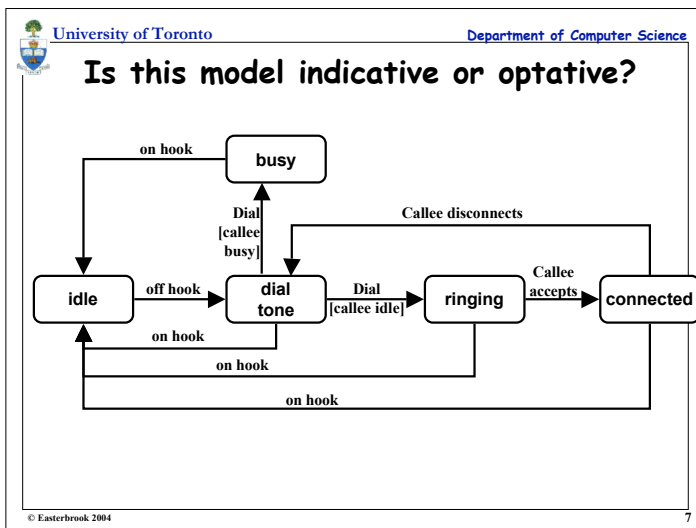 University of Toronto
Department of Computer Science
Is this model indicative or optative?
on hook
busy
Dial
[callee
busy]
Callee disconnects
idle
off hook
dial
tone
Dial
[callee idle]
ringing
Callee
accepts
connected
on hook
on hook
on hook
© Easterbrook 2004
7